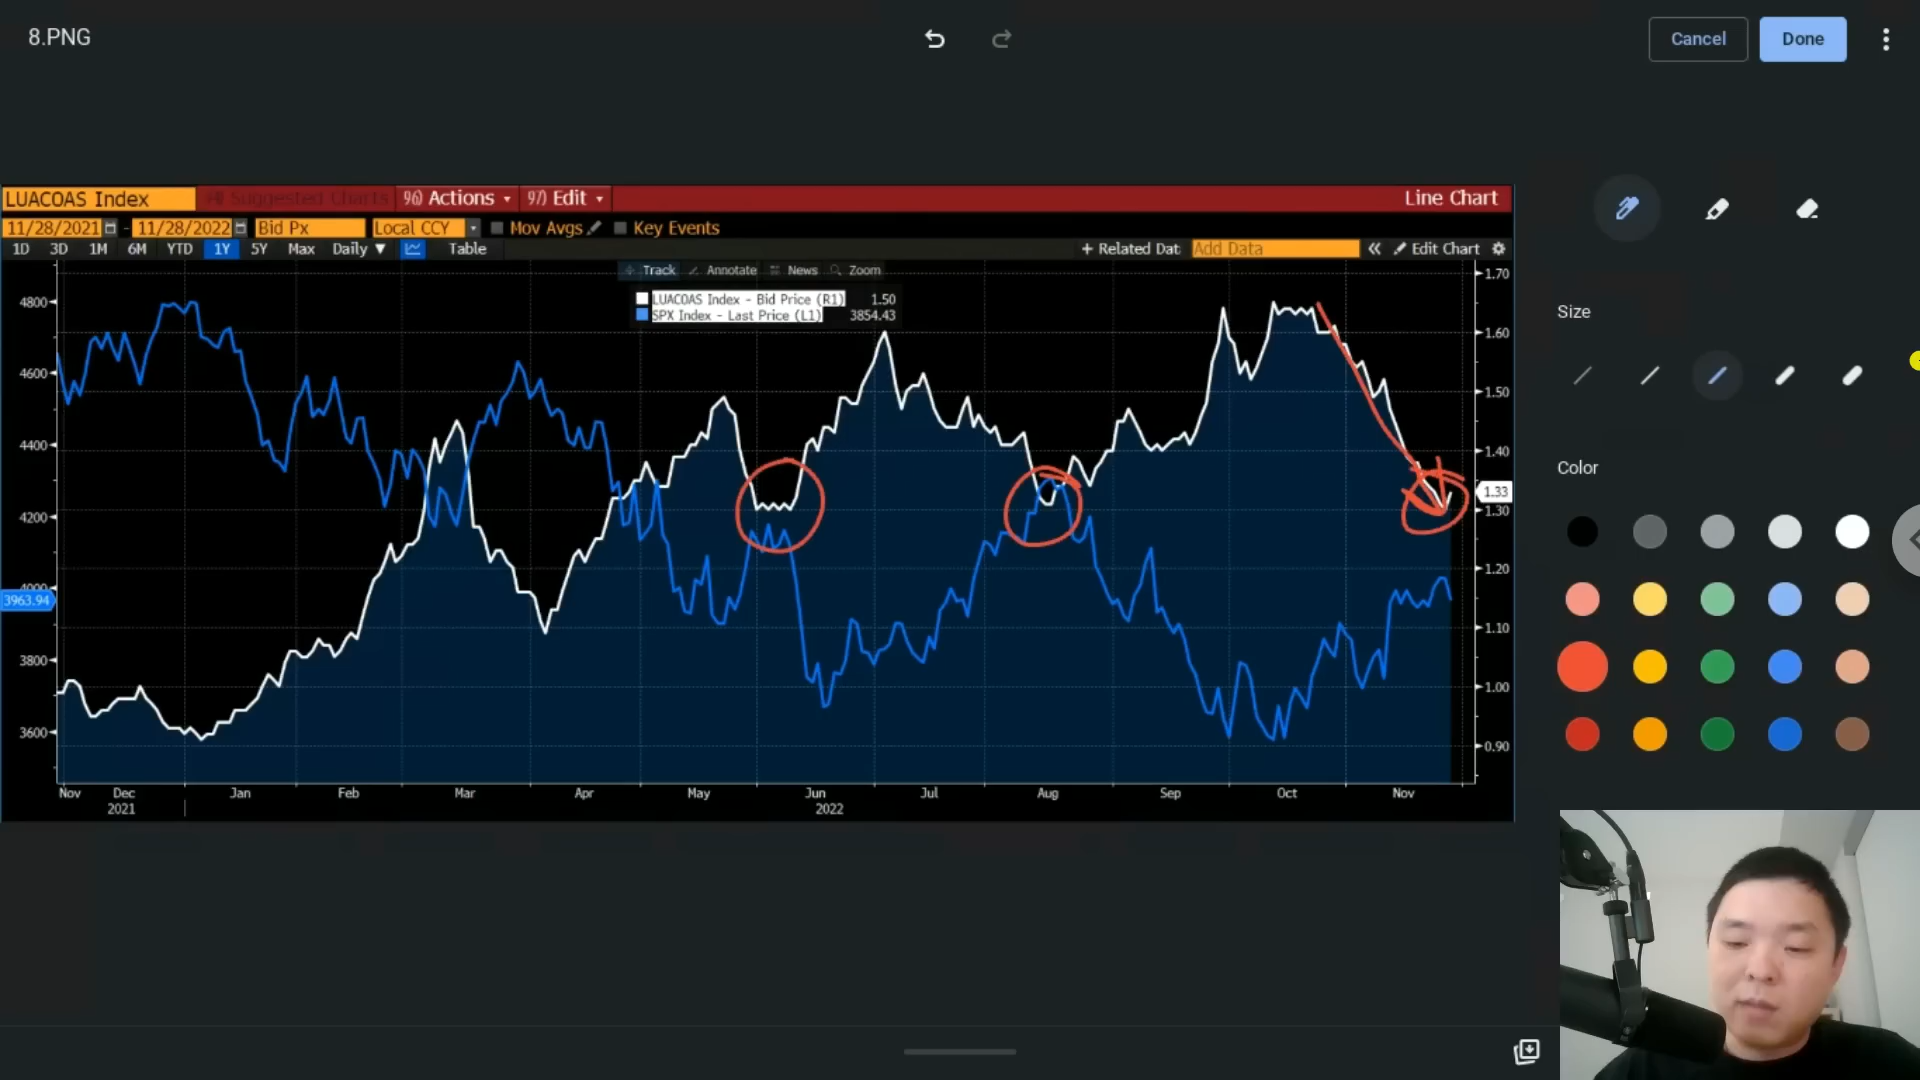 8.PNG
Cancel
Done
LUACOAS Index
Suggested Charts
96) Actions
97) Edit
Line Chart
11/28/2021 - 11/28/2022 Bid Px Local CCY Mov Avgs Key Events
1D 3D 1M 6M YTD 1Y 5Y Max Daily ▼ Table
+ Related Dat Add Data « Edit Chart
Track Annotate News Zoom
LUACOAS Index - Bid Price (R1) 1.50
SPX Index - Last Price (L1) 3854.43
4800
4600
4400
4200
4000
3963.94
3800
3600
1.70
1.60
1.50
1.40
1.33
1.30
1.20
1.10
1.00
0.90
Nov Dec Jan Feb Mar Apr May Jun Jul Aug Sep Oct Nov
2021 2022
Size
Color